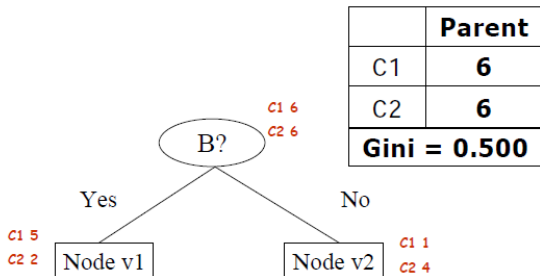 Parent
C1 6
C2 6
Gini = 0.500
C1 6
C2 6
B?
Yes
No
C1 5
C2 2
Node v1
Node v2
C1 1
C2 4